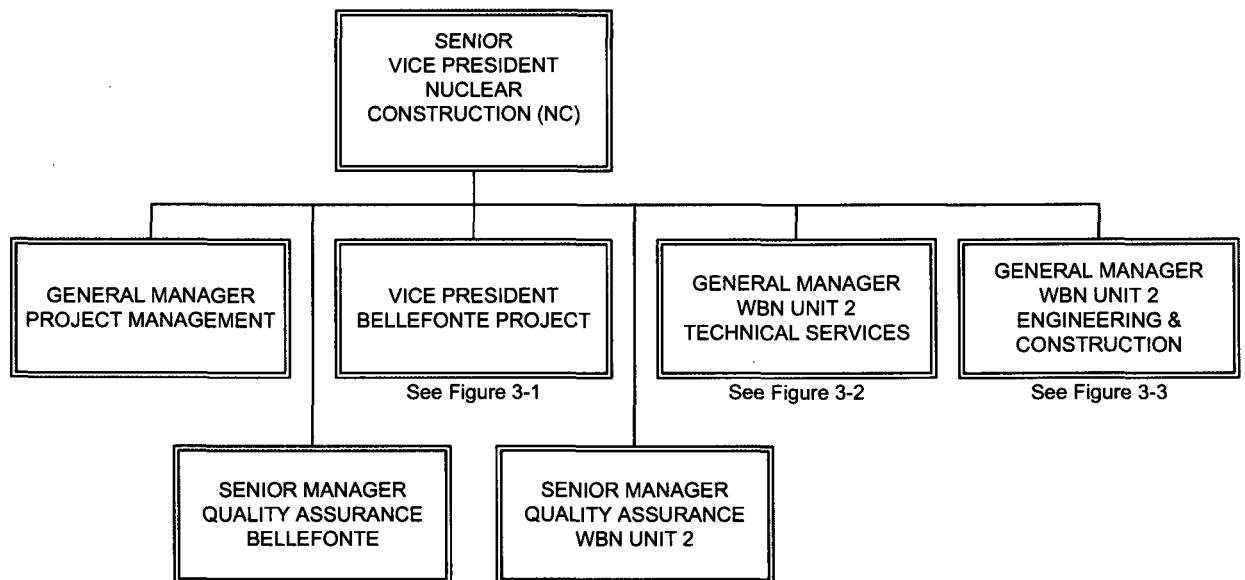 SENIOR
VICE PRESIDENT
NUCLEAR
CONSTRUCTION (NC)
GENERAL MANAGER
PROJECT MANAGEMENT
VICE PRESIDENT
BELLEFONTE PROJECT
See Figure 3-1
GENERAL MANAGER
WBN UNIT 2
TECHNICAL SERVICES
See Figure 3-2
GENERAL MANAGER
WBN UNIT 2
ENGINEERING &
CONSTRUCTION
See Figure 3-3
SENIOR MANAGER
QUALITY ASSURANCE
BELLEFONTE
SENIOR MANAGER
QUALITY ASSURANCE
WBN UNIT 2